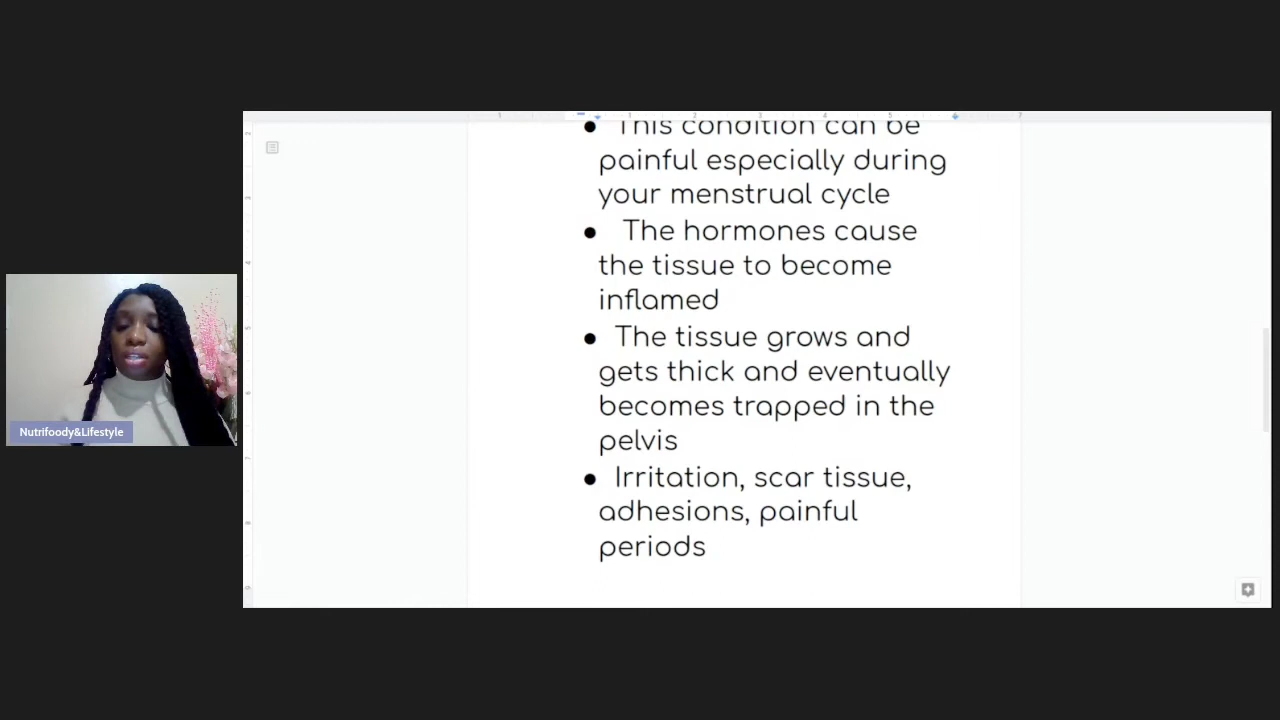 This condition can be
painful especially during
your menstrual cycle
The hormones cause
the tissue to become
inflamed
The tissue grows and
gets thick and eventually
becomes trapped in the
pelvis
Irritation, scar tissue,
adhesions, painful
periods
Nutrifoody&Lifestyle